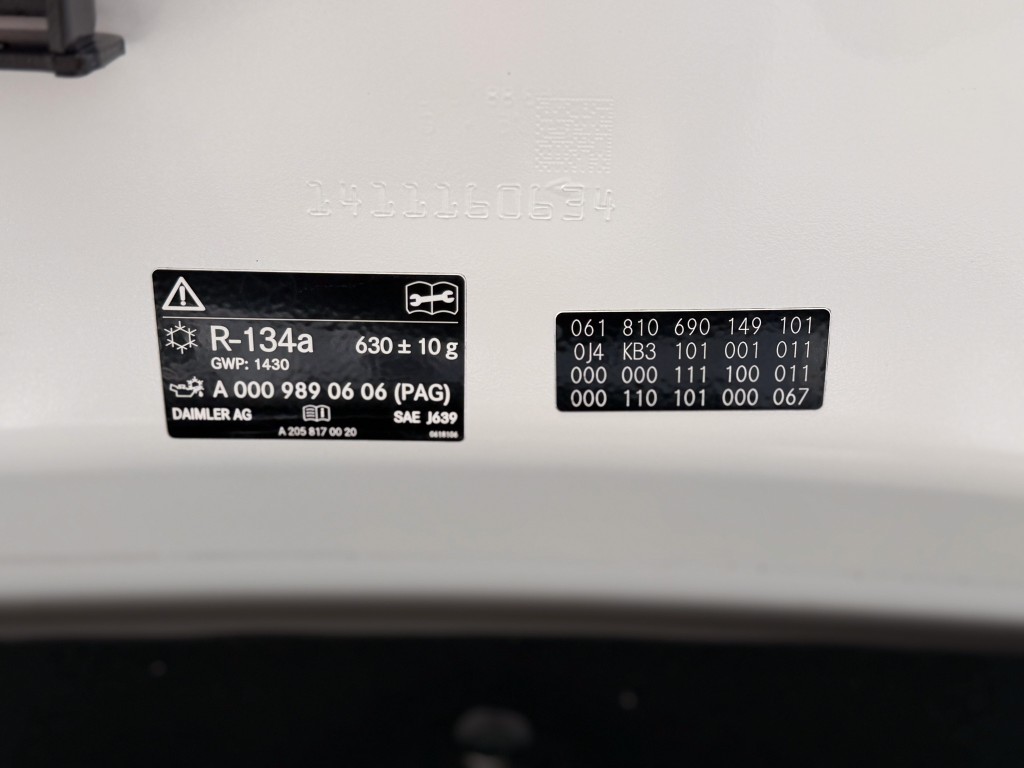 1411160634
R-134a 630 ± 10 g
GWP: 1430
A 000 989 06 06 (PAG)
DAIMLER AG SAE J639
A 205 817 00 20
061 810 690 149 101
0J4 KB3 101 001 011
000 000 111 100 011
000 110 101 000 067